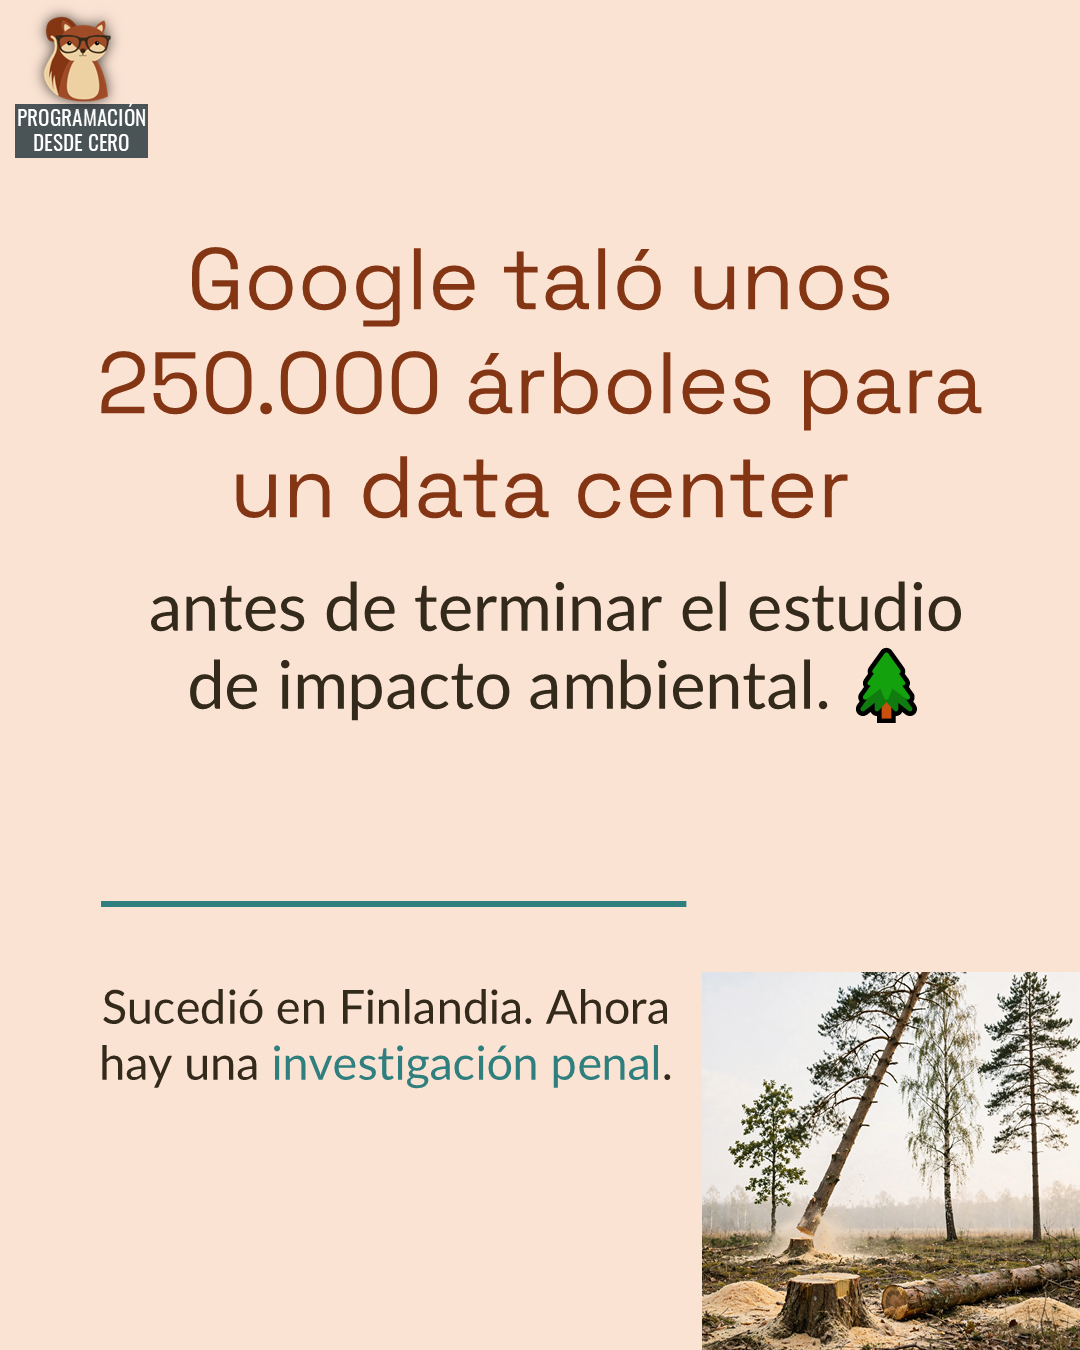 PROGRAMACIÓN
DESDE CERO
Google taló unos
250.000 árboles para
un data center
antes de terminar el estudio
de impacto ambiental. 🌲
Sucedió en Finlandia. Ahora
hay una investigación penal.